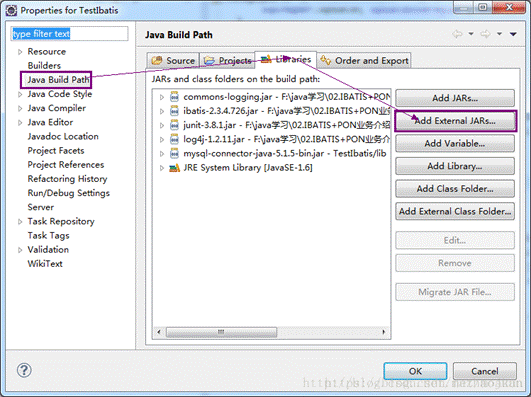 Properties for TestIbatis
type filter text
Resource
Builders
Java Build Path
Java Code Style
Java Compiler
Java Editor
Javadoc Location
Project Facets
Project References
Refactoring History
Run/Debug Settings
Server
Task Repository
Task Tags
Validation
WikiText
Java Build Path
Source
Projects
Libraries
Order and Export
JARs and class folders on the build path:
commons-logging.jar - F:\java学习\02.IBATIS+PON
ibatis-2.3.4.726.jar - F:\java学习\02.IBATIS+PON业
junit-3.8.1.jar - F:\java学习\02.IBATIS+PON业务介绍
log4j-1.2.11.jar - F:\java学习\02.IBATIS+PON业务介
mysql-connector-java-5.1.5-bin.jar - TestIbatis/lib
JRE System Library [JavaSE-1.6]
Add JARs...
Add External JARs...
Add Variable...
Add Library...
Add Class Folder...
Add External Class Folder...
Edit...
Remove
Migrate JAR File...
OK
Cancel